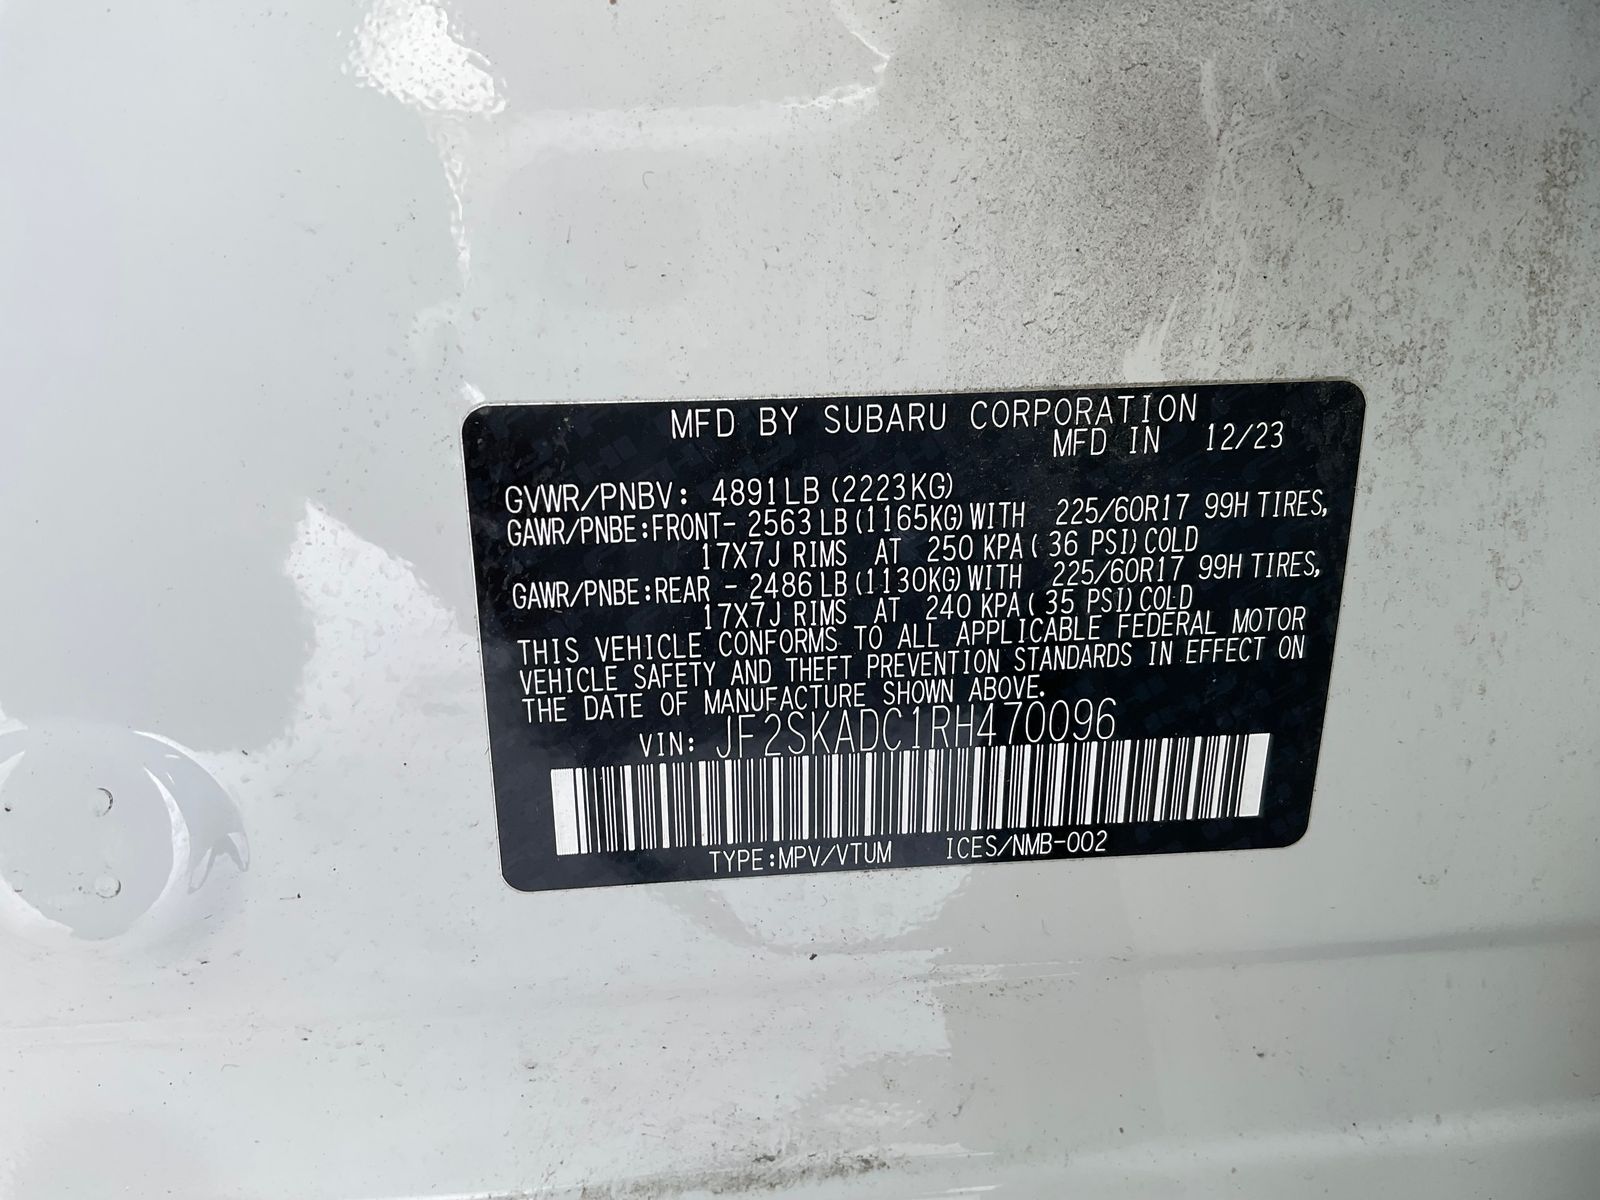 MFD BY SUBARU CORPORATION
MFD IN 12/23
GVWR/PNBV: 4891LB (2223KG)
GAWR/PNBE:FRONT- 2563LB (1165KG) WITH 225/60R17 99H TIRES,
17X7J RIMS AT 250 KPA ( 36 PSI) COLD
GAWR/PNBE:REAR - 2486LB (1130KG) WITH 225/60R17 99H TIRES,
17X7J RIMS AT 240 KPA ( 35 PSI) COLD
THIS VEHICLE CONFORMS TO ALL APPLICABLE FEDERAL MOTOR
VEHICLE SAFETY AND THEFT PREVENTION STANDARDS IN EFFECT ON
THE DATE OF MANUFACTURE SHOWN ABOVE.
VIN: JF2SKADC1RH470096
TYPE:MPV/VTUM ICES/NMB-002